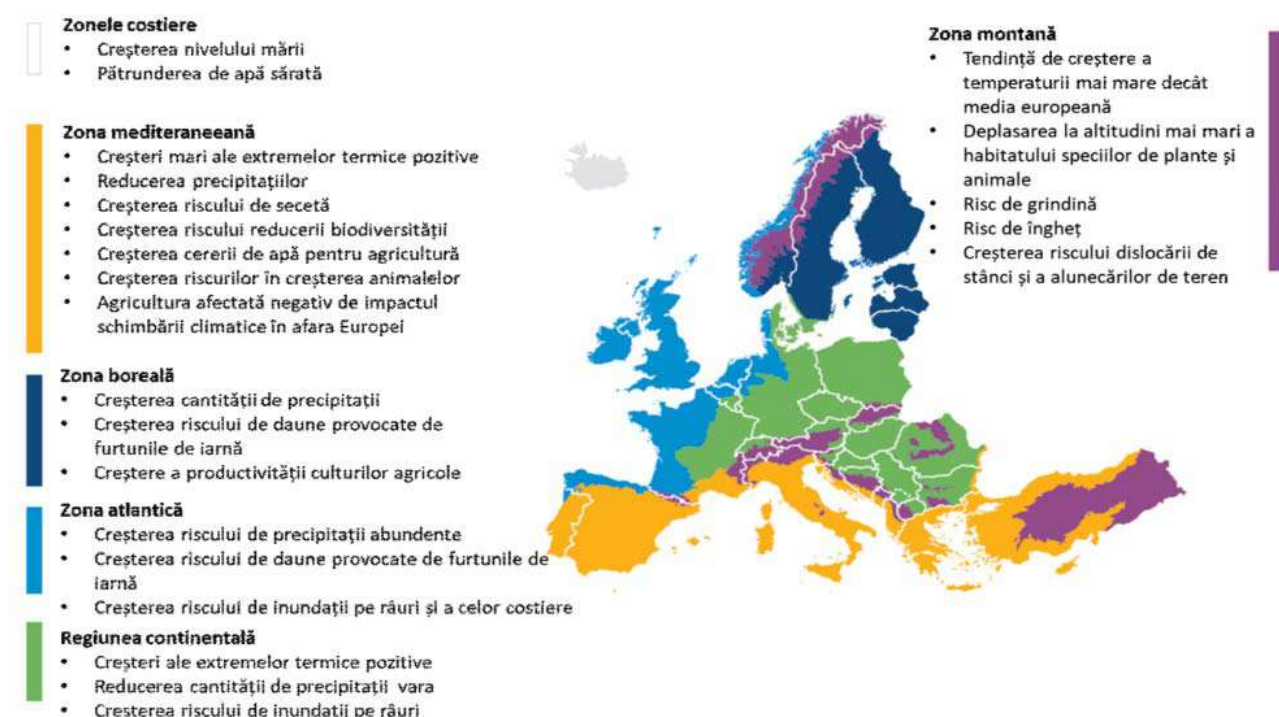 Zonele costiere
• Creșterea nivelului mării
• Pătrunderea de apă sărată
Zona mediteraneeană
• Creșteri mari ale extremelor termice pozitive
• Reducerea precipitațiilor
• Creșterea riscului de secetă
• Creșterea riscului reducerii biodiversității
• Creșterea cererii de apă pentru agricultură
• Creșterea riscurilor în creșterea animalelor
• Agricultura afectată negativ de impactul
schimbării climatice în afara Europei
Zona boreală
• Creșterea cantității de precipitații
• Creșterea riscului de daune provocate de
furtunile de iarnă
• Creștere a productivității culturilor agricole
Zona atlantică
• Creșterea riscului de precipitații abundente
• Creșterea riscului de daune provocate de furtunile de
iarnă
• Creșterea riscului de inundații pe râuri și a celor costiere
Regiunea continentală
• Creșteri ale extremelor termice pozitive
• Reducerea cantității de precipitații vara
• Creșterea riscului de inundații pe râuri
Zona montană
• Tendință de creștere a
temperaturii mai mare decât
media europeană
• Deplasarea la altitudini mai mari a
habitatului speciilor de plante și
animale
• Risc de grindină
• Risc de îngheț
• Creșterea riscului dislocării de
stânci și a alunecărilor de teren